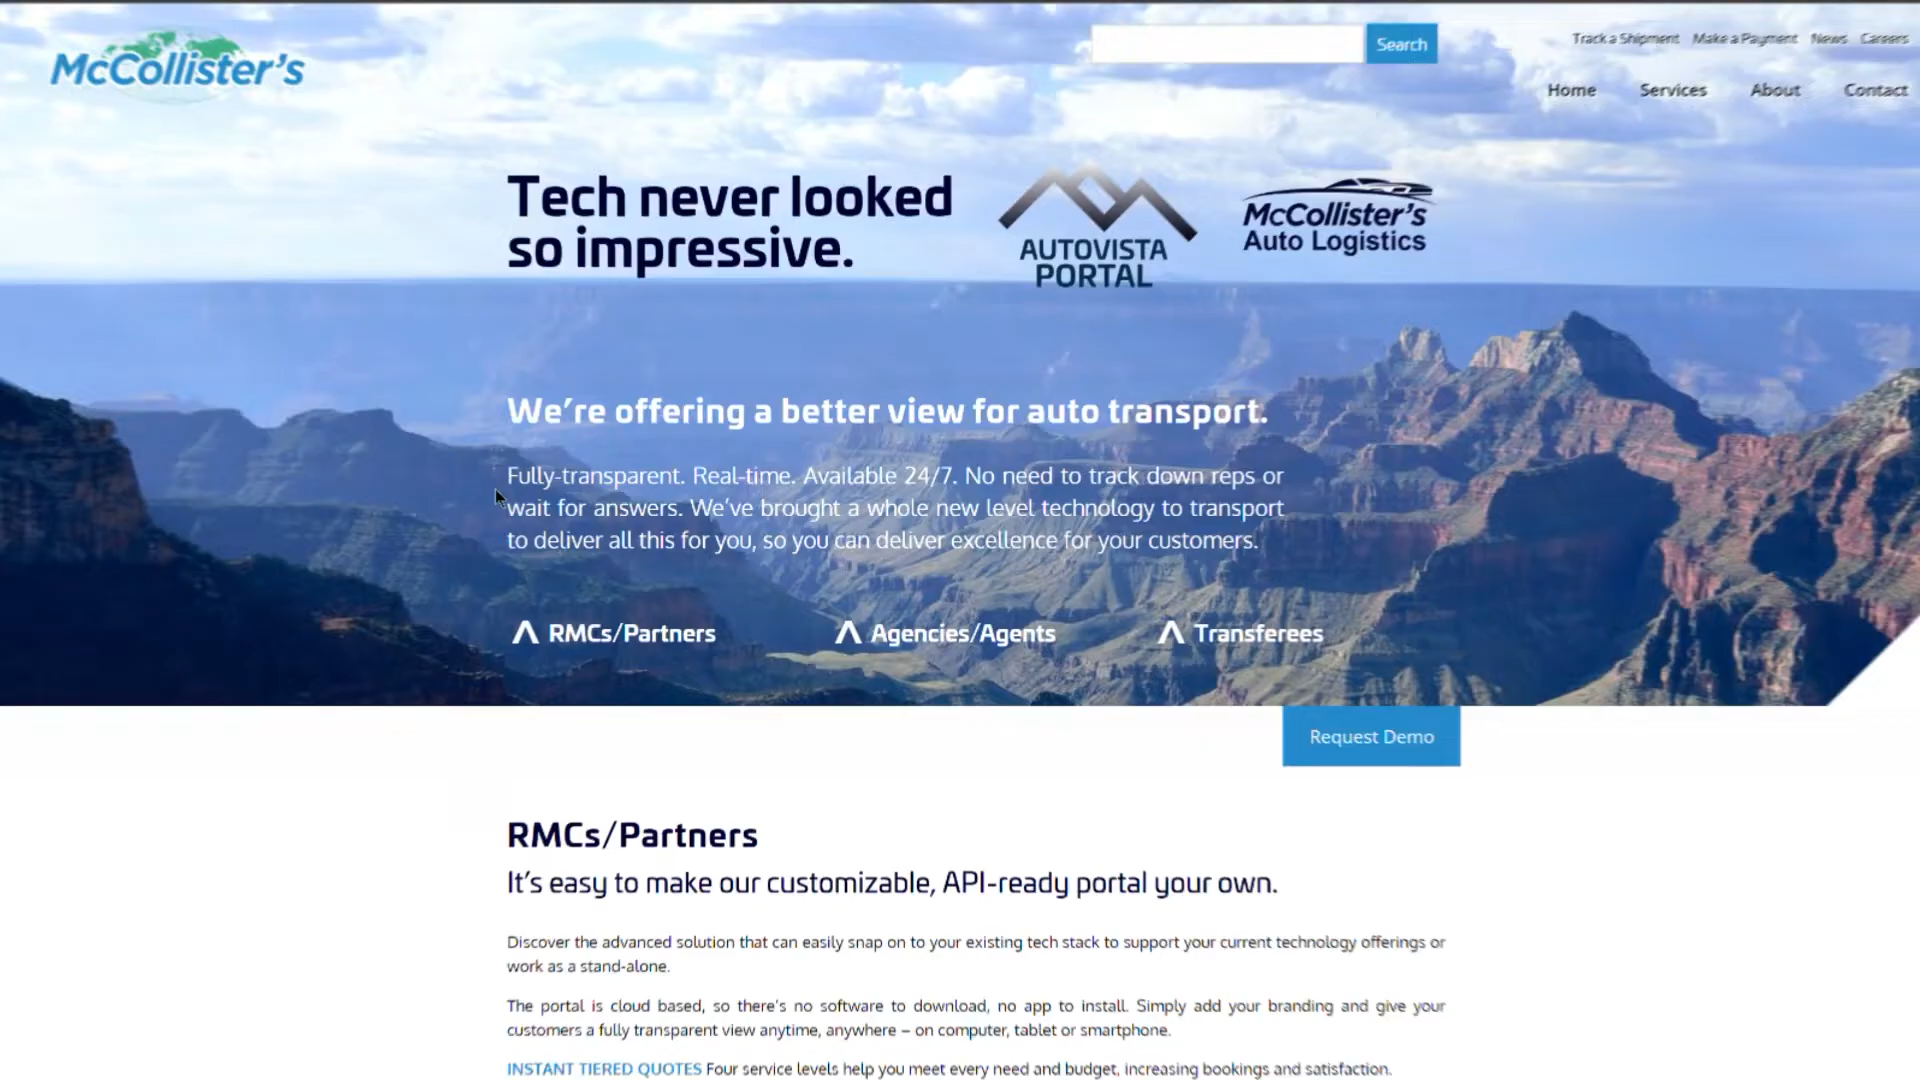 McCollister's
Search
Track a Shipment Make a Payment News Careers
Home Services About Contact
Tech never looked
so impressive.
AUTOVISTA
PORTAL
McCollister's
Auto Logistics
We're offering a better view for auto transport.
Fully-transparent. Real-time. Available 24/7. No need to track down reps or
wait for answers. We've brought a whole new level technology to transport
to deliver all this for you, so you can deliver excellence for your customers.
RMCs/Partners
Agencies/Agents
Transferees
Request Demo
RMCs/Partners
It's easy to make our customizable, API-ready portal your own.
Discover the advanced solution that can easily snap on to your existing tech stack to support your current technology offerings or
work as a stand-alone.
The portal is cloud based, so there's no software to download, no app to install. Simply add your branding and give your
customers a fully transparent view anytime, anywhere – on computer, tablet or smartphone.
INSTANT TIERED QUOTES Four service levels help you meet every need and budget, increasing bookings and satisfaction.